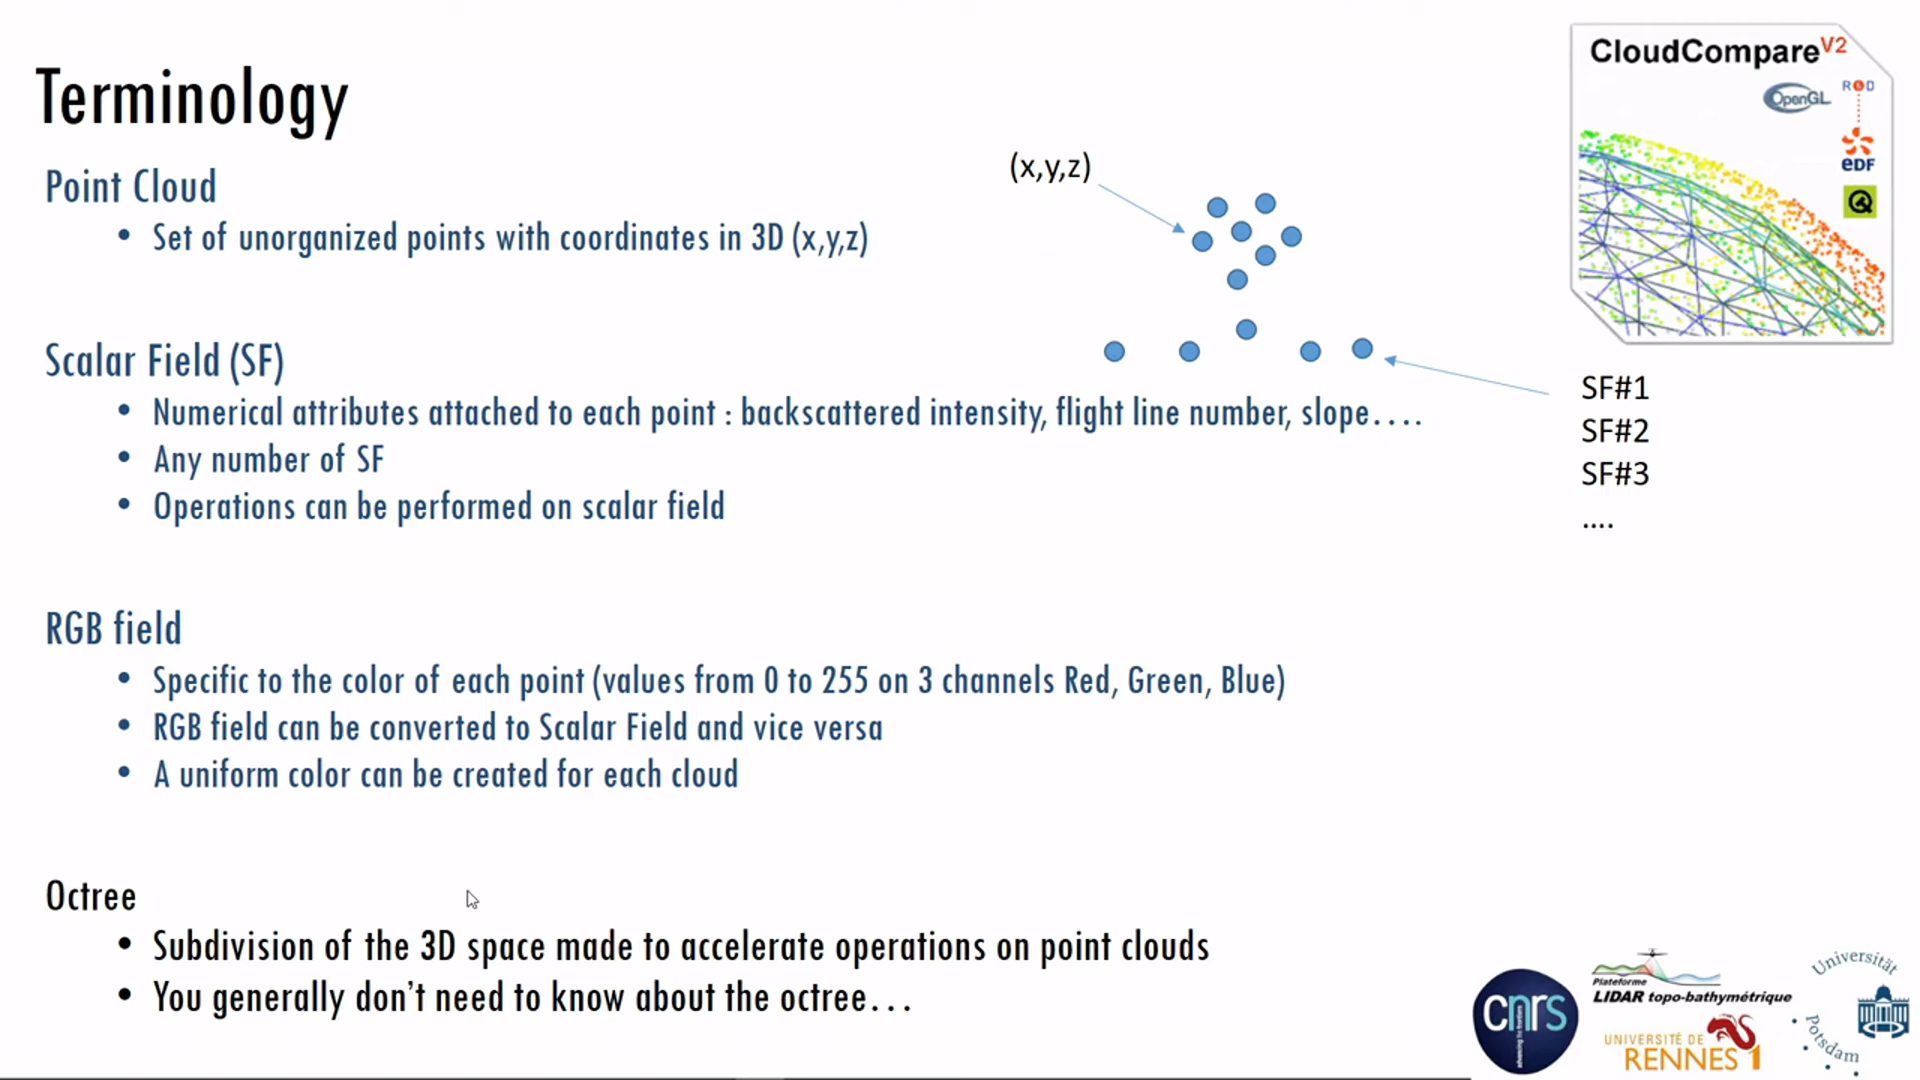 Terminology
Point Cloud
• Set of unorganized points with coordinates in 3D (x,y,z)
(x,y,z)
Scalar Field (SF)
• Numerical attributes attached to each point : backscattered intensity, flight line number, slope….
• Any number of SF
• Operations can be performed on scalar field
SF#1
SF#2
SF#3
....
RGB field
• Specific to the color of each point (values from 0 to 255 on 3 channels Red, Green, Blue)
• RGB field can be converted to Scalar Field and vice versa
• A uniform color can be created for each cloud
Octree
• Subdivision of the 3D space made to accelerate operations on point clouds
• You generally don't need to know about the octree…
CloudCompare V2
OpenGL
R&D
eDF
cnrs
Plateforme
LIDAR topo-bathymétrique
UNIVERSITÉ DE
RENNES 1
Universität
Potsdam